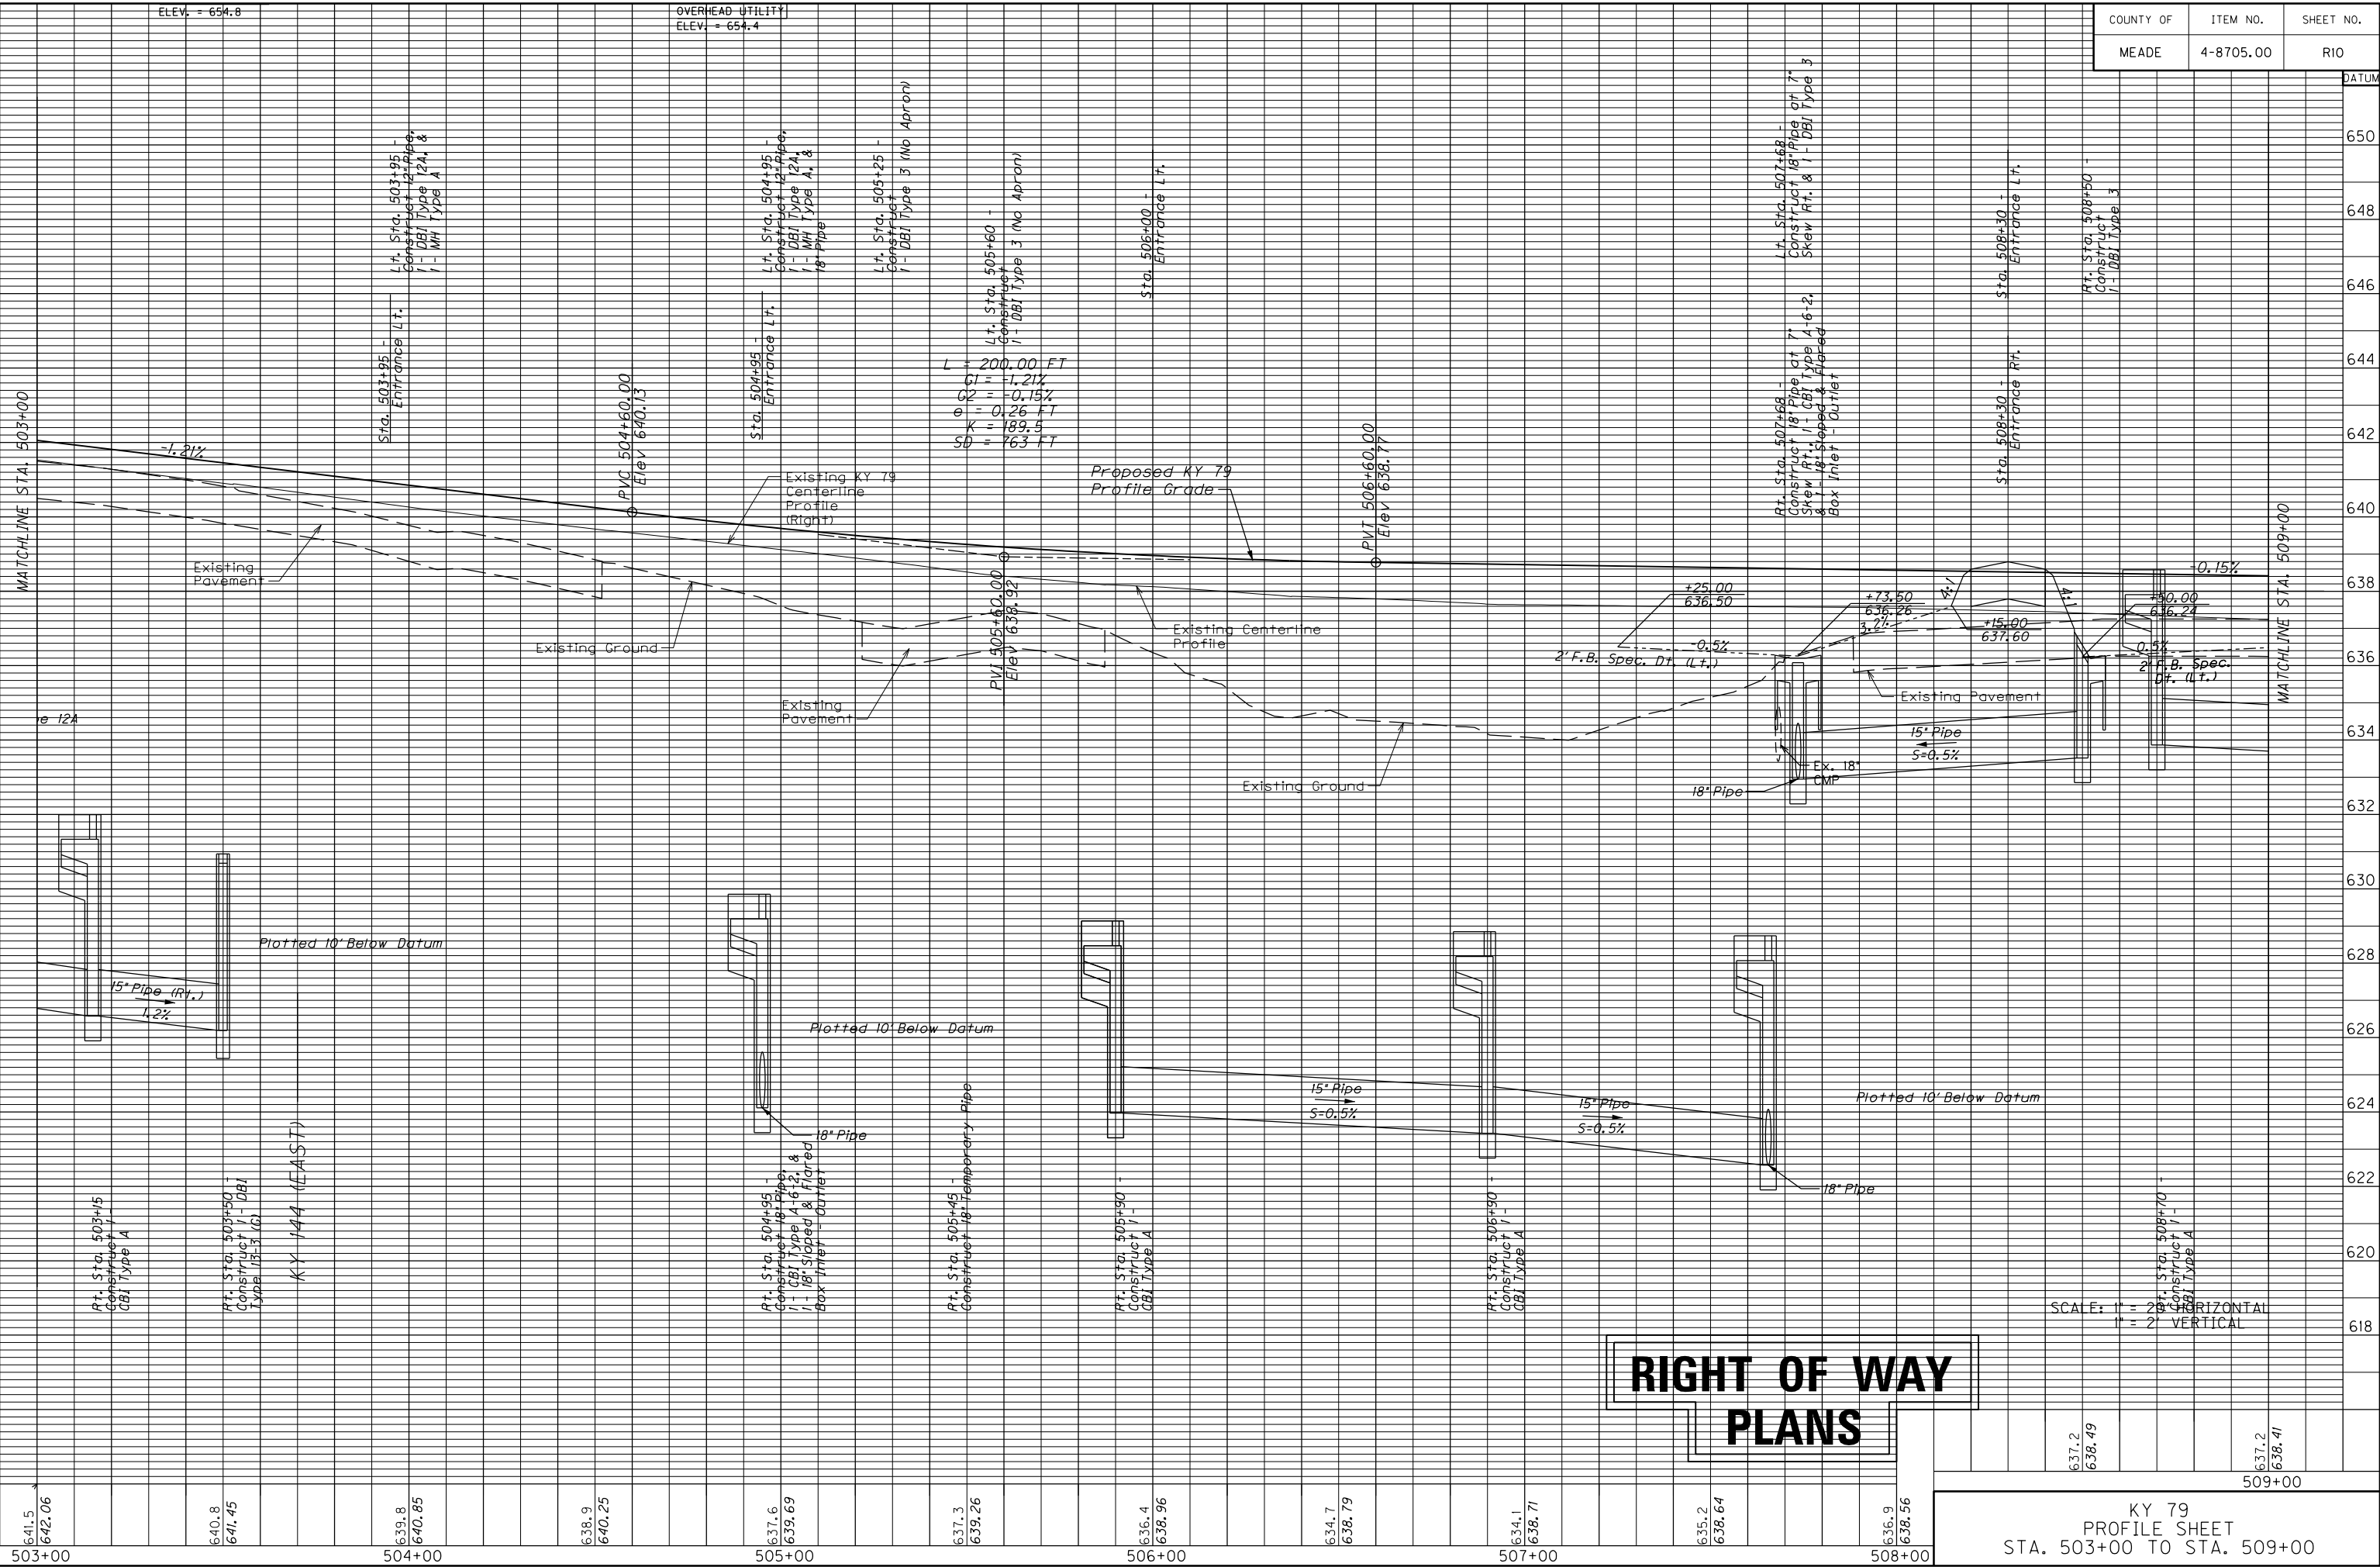 ELEV. = 654.8
OVERHEAD UTILITY
ELEV. = 654.4
COUNTY OF
ITEM NO.
SHEET NO.
MEADE
4-8705.00
R10
DATUM
650
648
646
644
642
640
638
636
634
632
630
628
626
624
622
620
618
MATCHLINE STA. 503+00
-1.21%
Lt. Sta. 503+95 -
Construct 12" Pipe,
1 - DBI Type 12A, &
1 - MH Type A
Sta. 503+95 -
Entrance Lt.
PVC 504+60.00
Elev 640.13
Lt. Sta. 504+95 -
Construct 12" Pipe,
1 - DBI Type 12A,
1 - MH Type A, &
18" Pipe
Sta. 504+95 -
Entrance Lt.
Lt. Sta. 505+25 -
Construct
1 - DBI Type 3 (No Apron)
Lt. Sta. 505+60 -
Construct
1 - DBI Type 3 (No Apron)
L = 200.00 FT
G1 = -1.21%
G2 = -0.15%
e = 0.26 FT
K = 189.5
SD = 763 FT
Sta. 506+00 -
Entrance Lt.
PVT 506+60.00
Elev 638.77
Lt. Sta. 507+68 -
Construct 18" Pipe at 7°
Skew Rt. & 1 - DBI Type 3
Rt. Sta. 507+68 -
Construct 18" Pipe at 7°
Skew Rt., 1 - CBI Type A-6-2,
& 1 - 18" Sloped & Flared
Box Inlet - Outlet
Sta. 508+30 -
Entrance Lt.
Sta. 508+30 -
Entrance Rt.
Rt. Sta. 508+50 -
Construct
1 - DBI Type 3
MATCHLINE STA. 509+00
Existing KY 79
Centerline
Profile
(Right)
Proposed KY 79
Profile Grade
Existing
Pavement
Existing Ground
Existing
Pavement
PVI 505+60.00
Elev 638.92
Existing Centerline
Profile
Existing Ground
+25.00
636.50
-0.5%
2' F.B. Spec. Dt. (Lt.)
+73.50
636.26
3.2%
4:1
4:1
+15.00
637.60
-0.15%
+50.00
636.24
0.5%
2' F.B. Spec.
Dt. (Lt.)
Existing Pavement
15" Pipe
S=0.5%
Ex. 18"
CMP
18" Pipe
e 12A
15" Pipe (Rt.)
1.2%
Plotted 10' Below Datum
Plotted 10' Below Datum
18" Pipe
15" Pipe
S=0.5%
15" Pipe
S=0.5%
Plotted 10' Below Datum
18" Pipe
Rt. Sta. 503+15
Construct 1 -
CBI Type A
Rt. Sta. 503+50 -
Construct 1 - DBI
Type 13-3 (G)
KY 144 (EAST)
Rt. Sta. 504+95 -
Construct 18" Pipe,
1 - CBI Type A-6-2, &
1 - 18" Sloped & Flared
Box Inlet - Outlet
Rt. Sta. 505+45 -
Construct 18" Temporary Pipe
Rt. Sta. 505+90 -
Construct 1 -
CBI Type A
Rt. Sta. 506+90 -
Construct 1 -
CBI Type A
Rt. Sta. 508+70 -
Construct 1 -
CBI Type A
SCALE: 1" = 20' HORIZONTAL
1" = 2' VERTICAL
RIGHT OF WAY
PLANS
641.5
642.06
640.8
641.45
639.8
640.85
638.9
640.25
637.6
639.69
637.3
639.26
636.4
638.96
634.7
638.79
634.1
638.71
635.2
638.64
636.9
638.56
637.2
638.49
637.2
638.41
503+00
504+00
505+00
506+00
507+00
508+00
509+00
KY 79
PROFILE SHEET
STA. 503+00 TO STA. 509+00